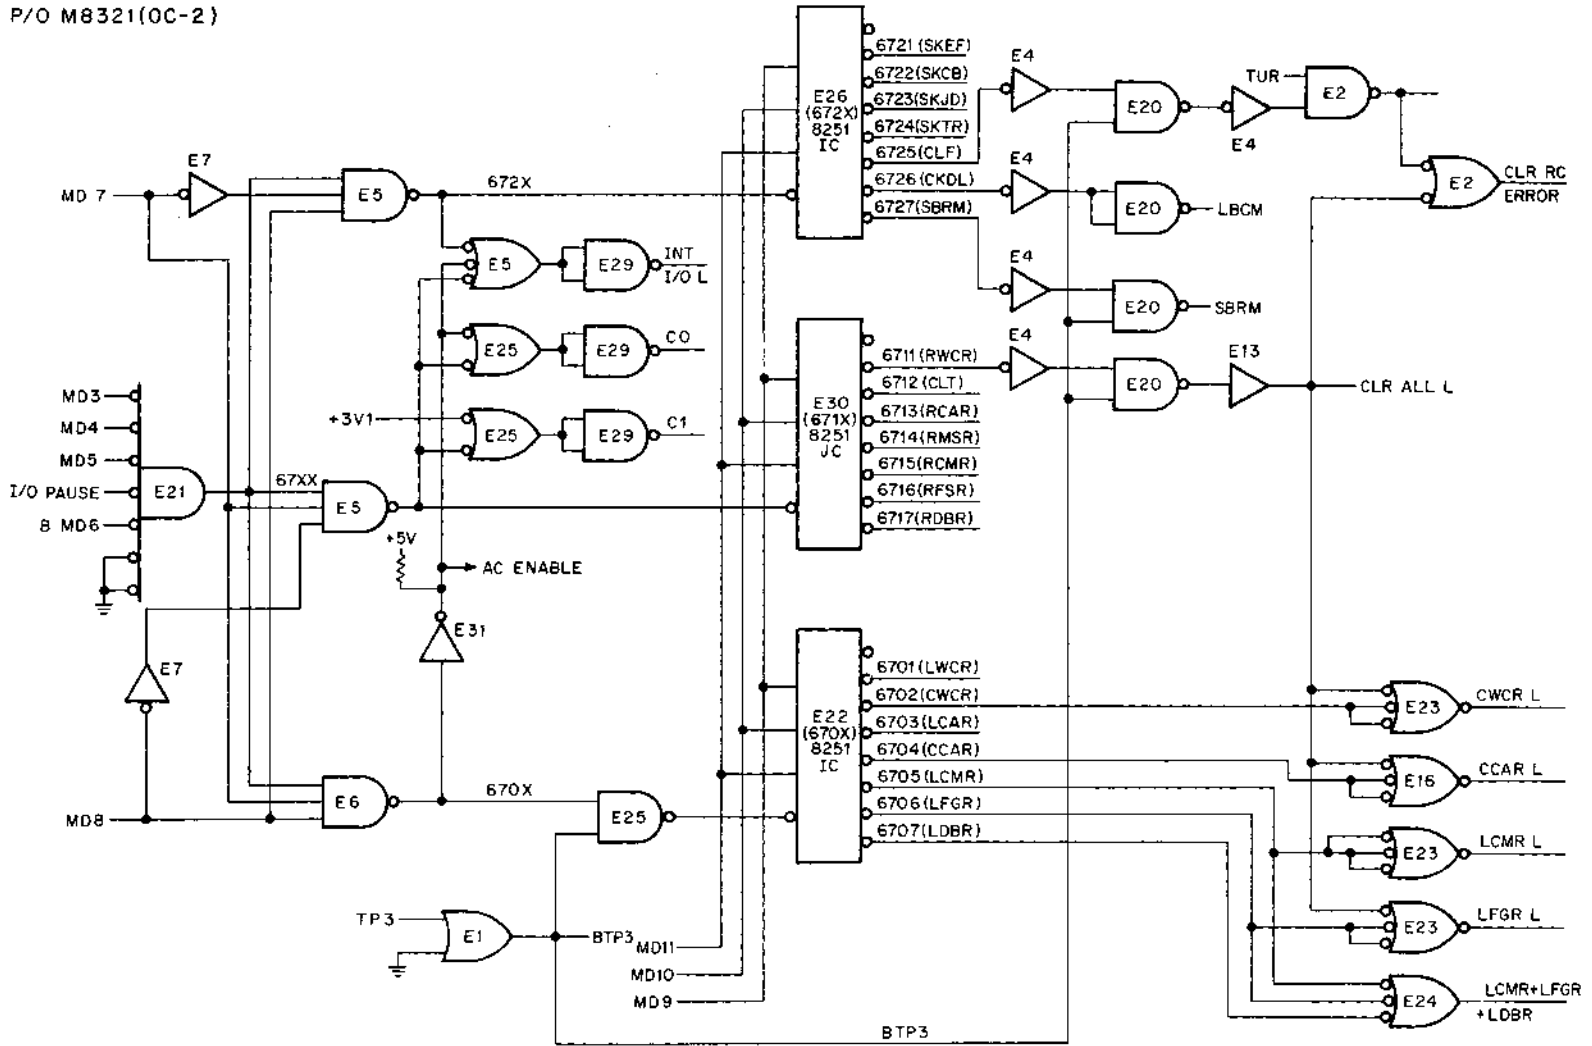 P/O M8321(OC-2)
6721 (SKEF)
6722(SKCB)
6723(SKJD)
6724(SKTR)
6725(CLF)
6726(CKDL)
6727(SBRM)
E26
(672X)
8251
IC
E4
E20
E4
TUR
E2
E2
CLR RC
ERROR
E4
E20
LBCM
E4
E20
SBRM
MD 7
E7
E5
672X
E5
E29
INT
I/O L
E25
E29
C0
+3V1
E25
E29
C1
MD3
MD4
MD5
I/O PAUSE
B MD6
E21
67XX
E5
+5V
AC ENABLE
E31
E7
E30
(671X)
8251
JC
6711(RWCR)
6712 (CLT)
6713(RCAR)
6714(RMSR)
6715(RCMR)
6716(RFSR)
6717(RDBR)
E4
E20
E13
CLR ALL L
MD8
E6
670X
E25
E22
(670X)
8251
IC
6701(LWCR)
6702(CWCR)
6703(LCAR)
6704(CCAR)
6705(LCMR)
6706(LFGR)
6707(LDBR)
E23
CWCR L
E16
CCAR L
E23
LCMR L
E23
LFGR L
E24
LCMR+LFGR
+LDBR
TP3
E1
BTP3
MD11
MD10
MD9
BTP3